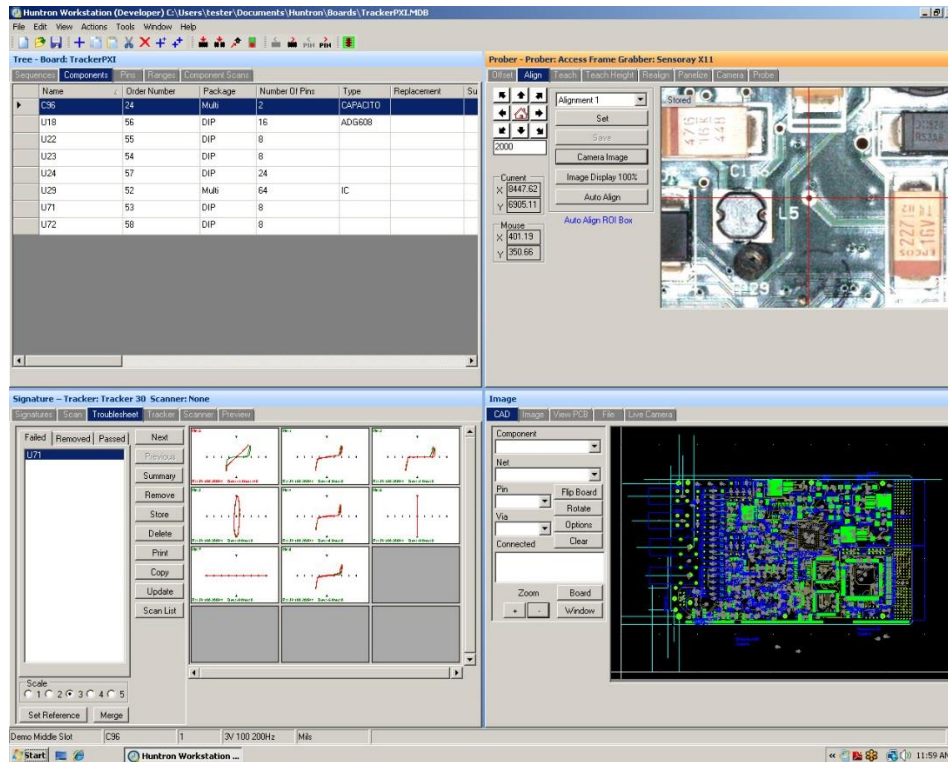 Huntron Workstation (Developer) C:\Users\tester\Documents\Huntron\Boards\TrackerPXI.MDB
File Edit View Actions Tools Window Help
Tree - Board: TrackerPXI
Sequences Components Pins Ranges Component Scans
Name Order Number Package Number Of Pins Type Replacement Su
C96 24 Multi 2 CAPACITO
U18 56 DIP 16 ADG608
U22 55 DIP 8
U23 54 DIP 8
U24 57 DIP 24
U29 52 Multi 64 IC
U71 53 DIP 8
U72 58 DIP 8
Prober - Prober: Access Frame Grabber: Sensoray X11
Offset Align Teach Teach Height Realign Panelize Camera Probe
Alignment 1
Set
Save
2000
Camera Image
Image Display 100%
Auto Align
Auto Align ROI Box
Current
X 8447.62
Y 6905.11
Mouse
X 401.19
Y 350.66
Stored
L5
Signature - Tracker: Tracker 30 Scanner: None
Signatures Scan Troublesheet Tracker Scanner Preview
Failed Removed Passed
U71
Next
Previous
Summary
Remove
Store
Delete
Print
Copy
Update
Scan List
Scale
1 2 3 4 5
Set Reference Merge
Image
CAD Image View PCB File Live Camera
Component
Net
Pin
Via
Connected
Flip Board
Rotate
Options
Clear
Zoom
+ -
Board
Window
Demo Middle Slot C96 1 3V 100 200Hz Mils
Start Huntron Workstation ... 11:59 AM